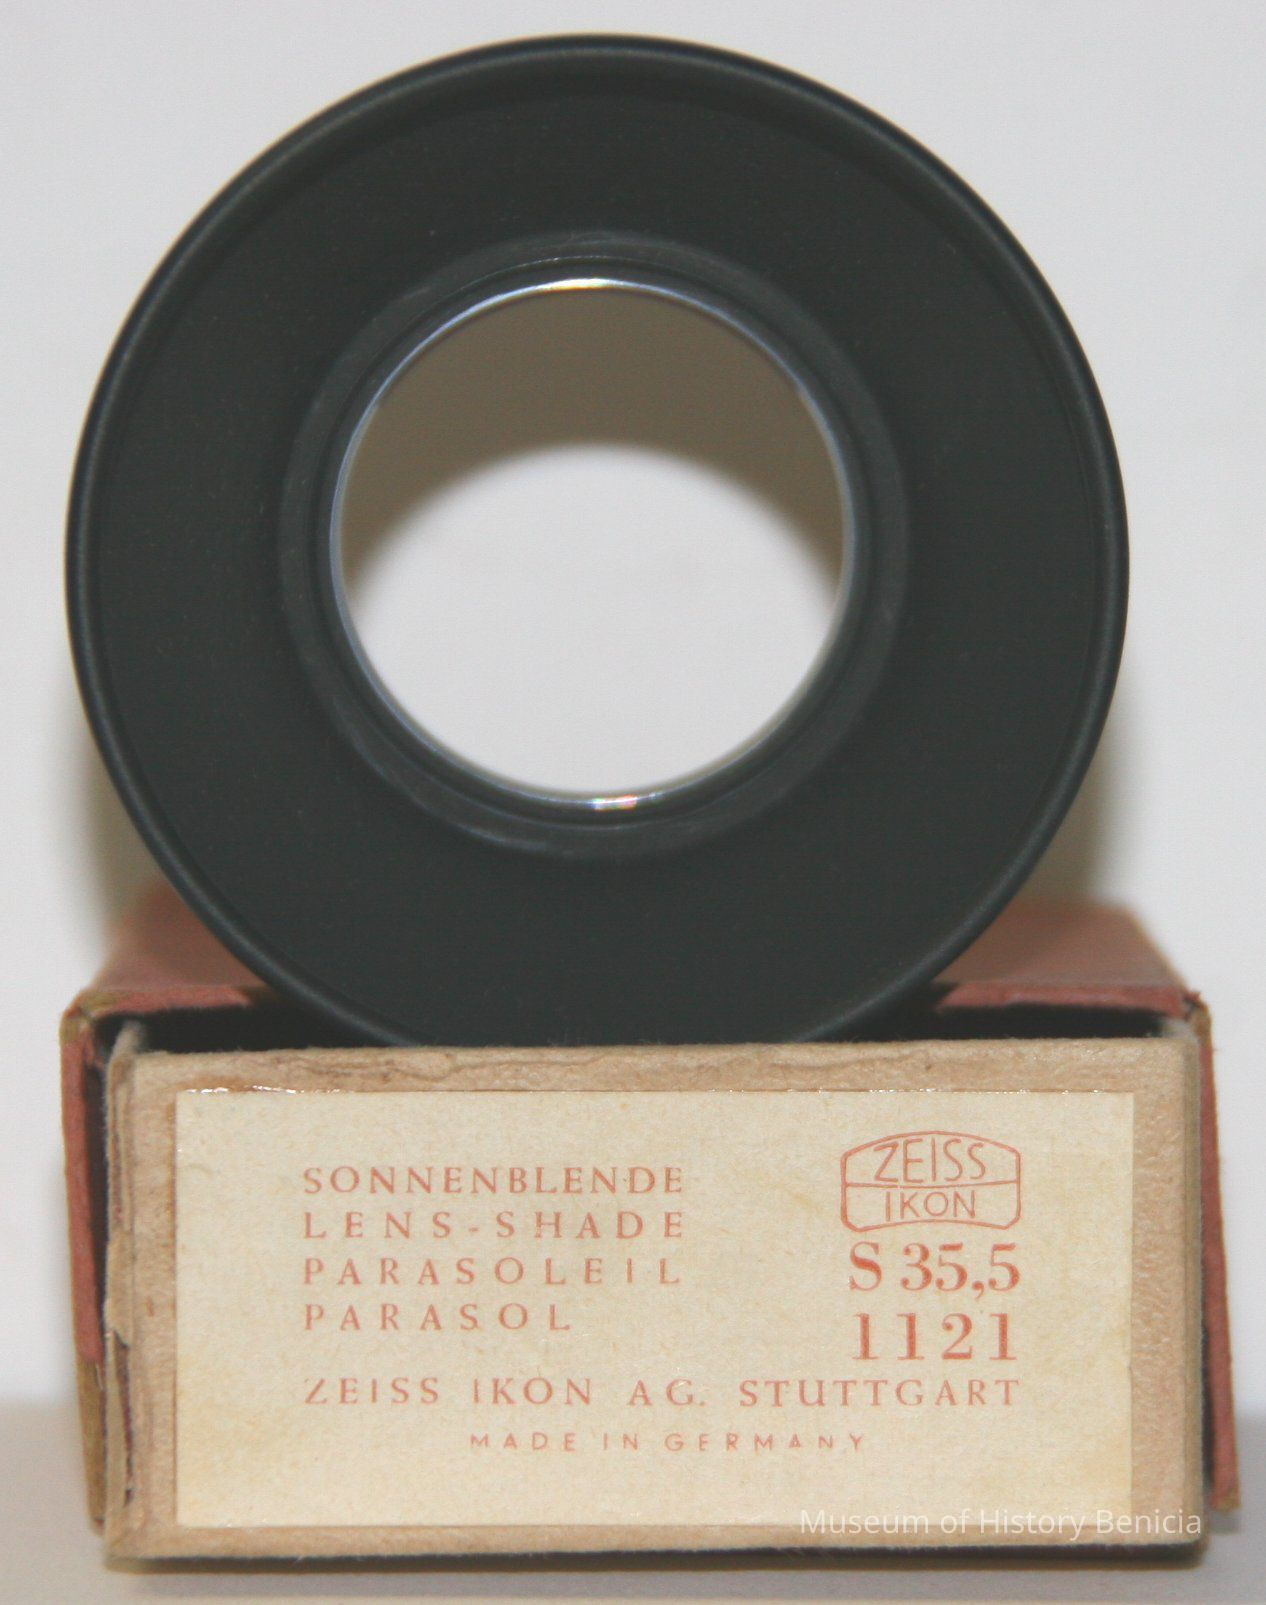 SONNENBLENDE
LENS-SHADE
PARASOLEIL
PARASOL
ZEISS
IKON
S 35,5
1121
ZEISS IKON AG. STUTTGART
MADE IN GERMANY
Museum of History Benicia